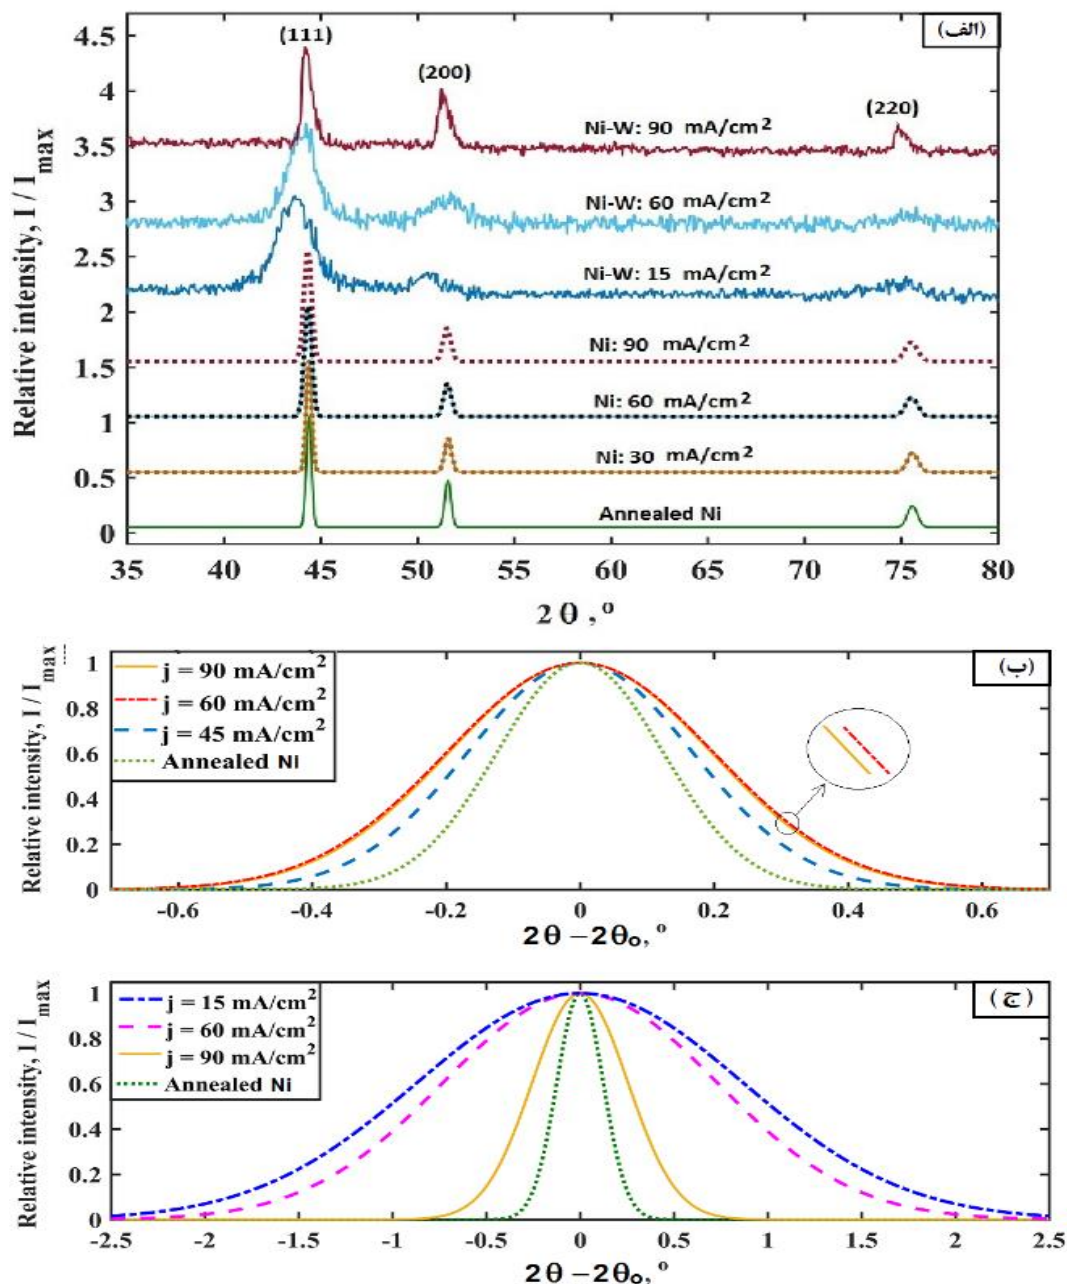 (الف)
(111)
(200)
(220)
Relative intensity, I / I_max
4.5
4
3.5
3
2.5
2
1.5
1
0.5
0
Ni-W: 90 mA/cm²
Ni-W: 60 mA/cm²
Ni-W: 15 mA/cm²
Ni: 90 mA/cm²
Ni: 60 mA/cm²
Ni: 30 mA/cm²
Annealed Ni
35 40 45 50 55 60 65 70 75 80
2θ , °
(ب)
Relative intensity, I / I_max
1
0.8
0.6
0.4
0.2
0
j = 90 mA/cm²
j = 60 mA/cm²
j = 45 mA/cm²
Annealed Ni
-0.6 -0.4 -0.2 0 0.2 0.4 0.6
2θ – 2θ₀, °
(ج)
Relative intensity, I / I_max
1
0.8
0.6
0.4
0.2
0
j = 15 mA/cm²
j = 60 mA/cm²
j = 90 mA/cm²
Annealed Ni
-2.5 -2 -1.5 -1 -0.5 0 0.5 1 1.5 2 2.5
2θ – 2θ₀, °